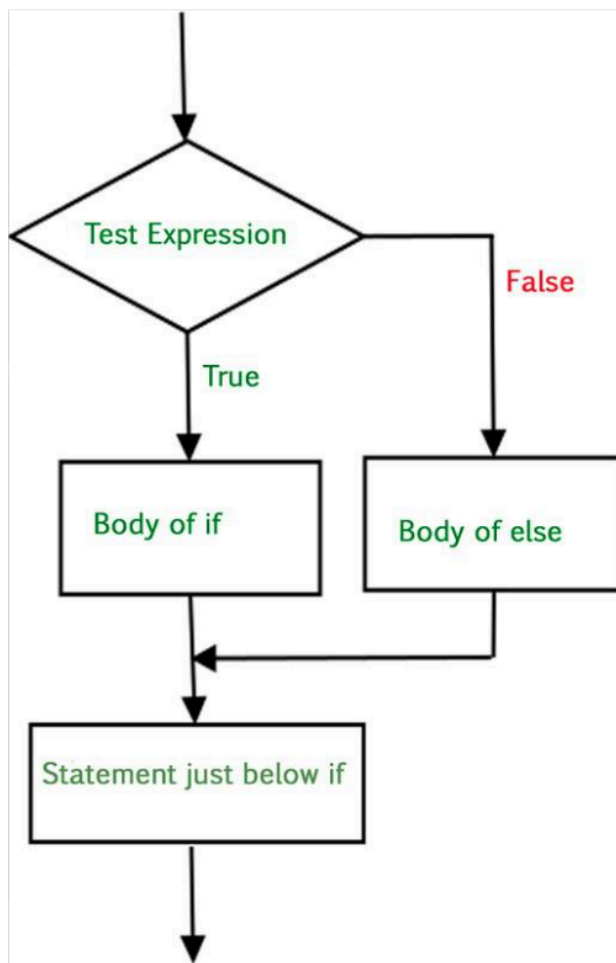 Test Expression
False
True
Body of if
Body of else
Statement just below if